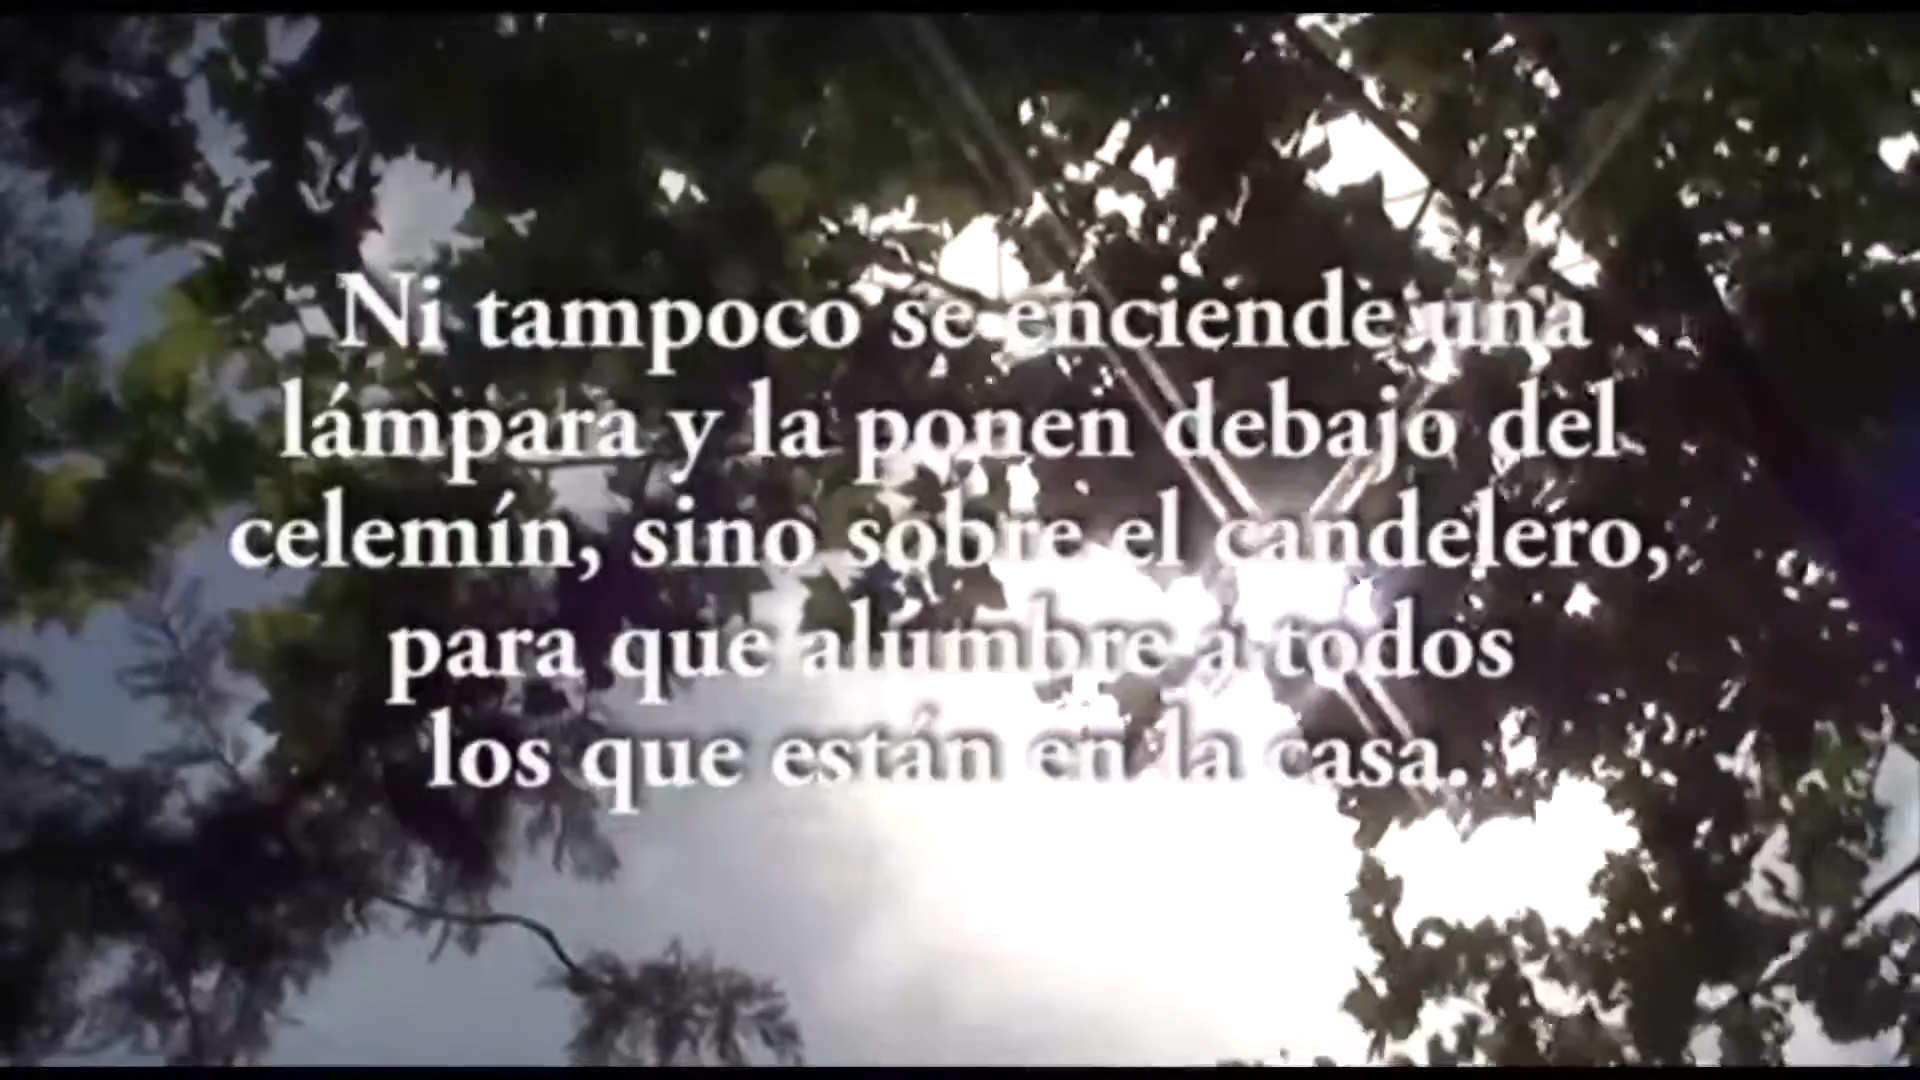 Ni tampoco se enciende una
lámpara y la ponen debajo del
celemín, sino sobre el candelero,
para que alumbre a todos
los que están en la casa.